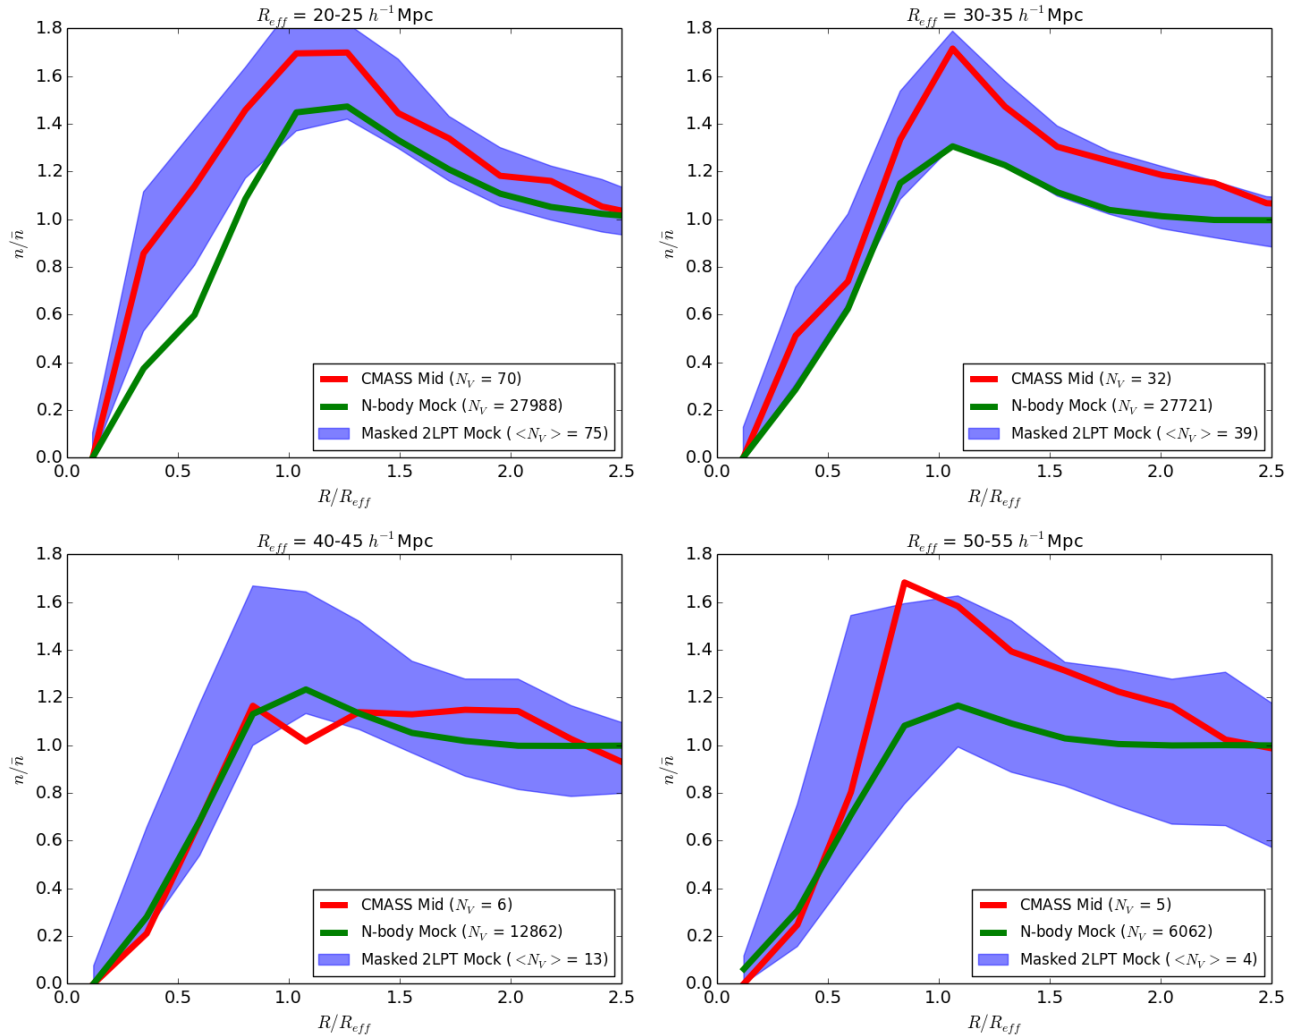 R_eff = 20-25 h⁻¹Mpc
1.8
1.6
1.4
1.2
1.0
0.8
0.6
0.4
0.2
0.0
n/n̄
CMASS Mid (N_V = 70)
N-body Mock (N_V = 27988)
Masked 2LPT Mock (<N_V> = 75)
0.0 0.5 1.0 1.5 2.0 2.5
R/R_eff
R_eff = 30-35 h⁻¹Mpc
1.8
1.6
1.4
1.2
1.0
0.8
0.6
0.4
0.2
0.0
n/n̄
CMASS Mid (N_V = 32)
N-body Mock (N_V = 27721)
Masked 2LPT Mock (<N_V> = 39)
0.0 0.5 1.0 1.5 2.0 2.5
R/R_eff
R_eff = 40-45 h⁻¹Mpc
1.8
1.6
1.4
1.2
1.0
0.8
0.6
0.4
0.2
0.0
n/n̄
CMASS Mid (N_V = 6)
N-body Mock (N_V = 12862)
Masked 2LPT Mock (<N_V> = 13)
0.0 0.5 1.0 1.5 2.0 2.5
R/R_eff
R_eff = 50-55 h⁻¹Mpc
1.8
1.6
1.4
1.2
1.0
0.8
0.6
0.4
0.2
0.0
n/n̄
CMASS Mid (N_V = 5)
N-body Mock (N_V = 6062)
Masked 2LPT Mock (<N_V> = 4)
0.0 0.5 1.0 1.5 2.0 2.5
R/R_eff